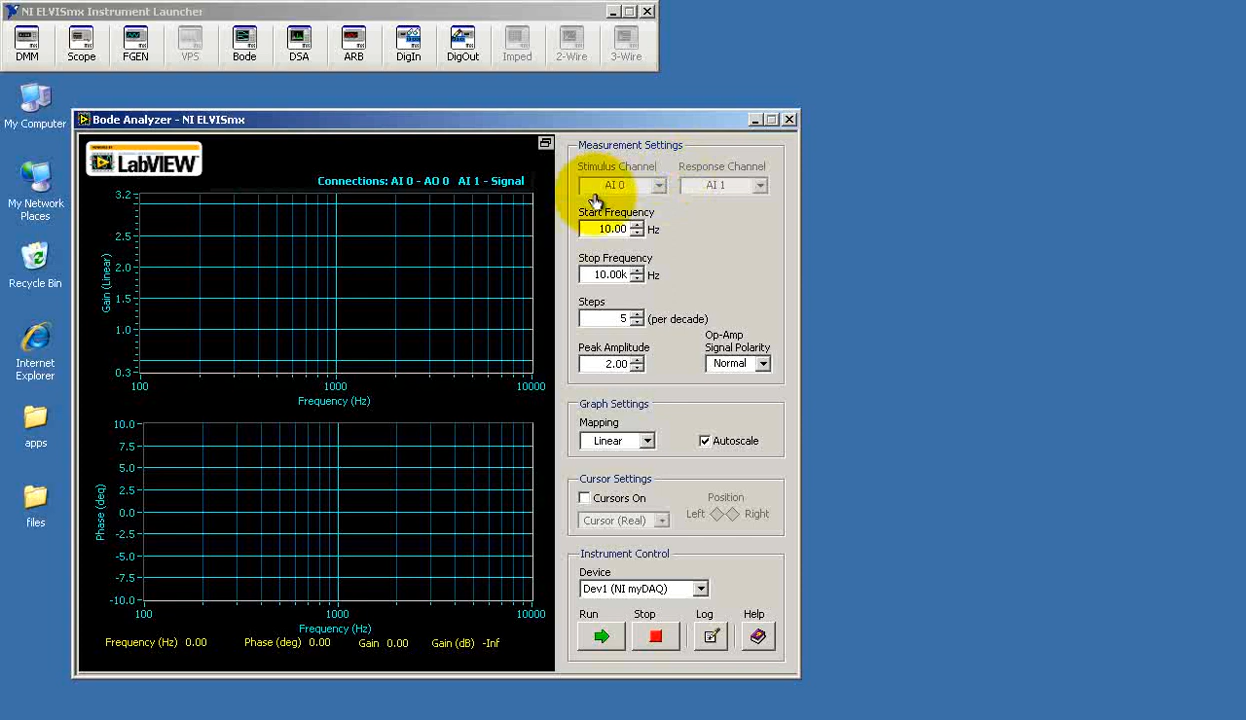 NI ELVISmx Instrument Launcher
DMM Scope FGEN VPS Bode DSA ARB DigIn DigOut Imped 2-Wire 3-Wire
My Computer
My Network
Places
Recycle Bin
Internet
Explorer
apps
files
Bode Analyzer - NI ELVISmx
POWERED BY
LabVIEW
Connections: AI 0 - AO 0 AI 1 - Signal
Gain (Linear)
3.2
2.5
2.0
1.5
1.0
0.3
100 1000 10000
Frequency (Hz)
Phase (deg)
10.0
7.5
5.0
2.5
0.0
-2.5
-5.0
-7.5
-10.0
100 1000 10000
Frequency (Hz)
Frequency (Hz) 0.00 Phase (deg) 0.00 Gain 0.00 Gain (dB) -Inf
Measurement Settings
Stimulus Channel Response Channel
AI 0 AI 1
Start Frequency
10.00 Hz
Stop Frequency
10.00k Hz
Steps
5 (per decade)
Peak Amplitude
2.00
Op-Amp
Signal Polarity
Normal
Graph Settings
Mapping
Linear Autoscale
Cursor Settings
Cursors On Position
Left Right
Cursor (Real)
Instrument Control
Device
Dev1 (NI myDAQ)
Run Stop Log Help